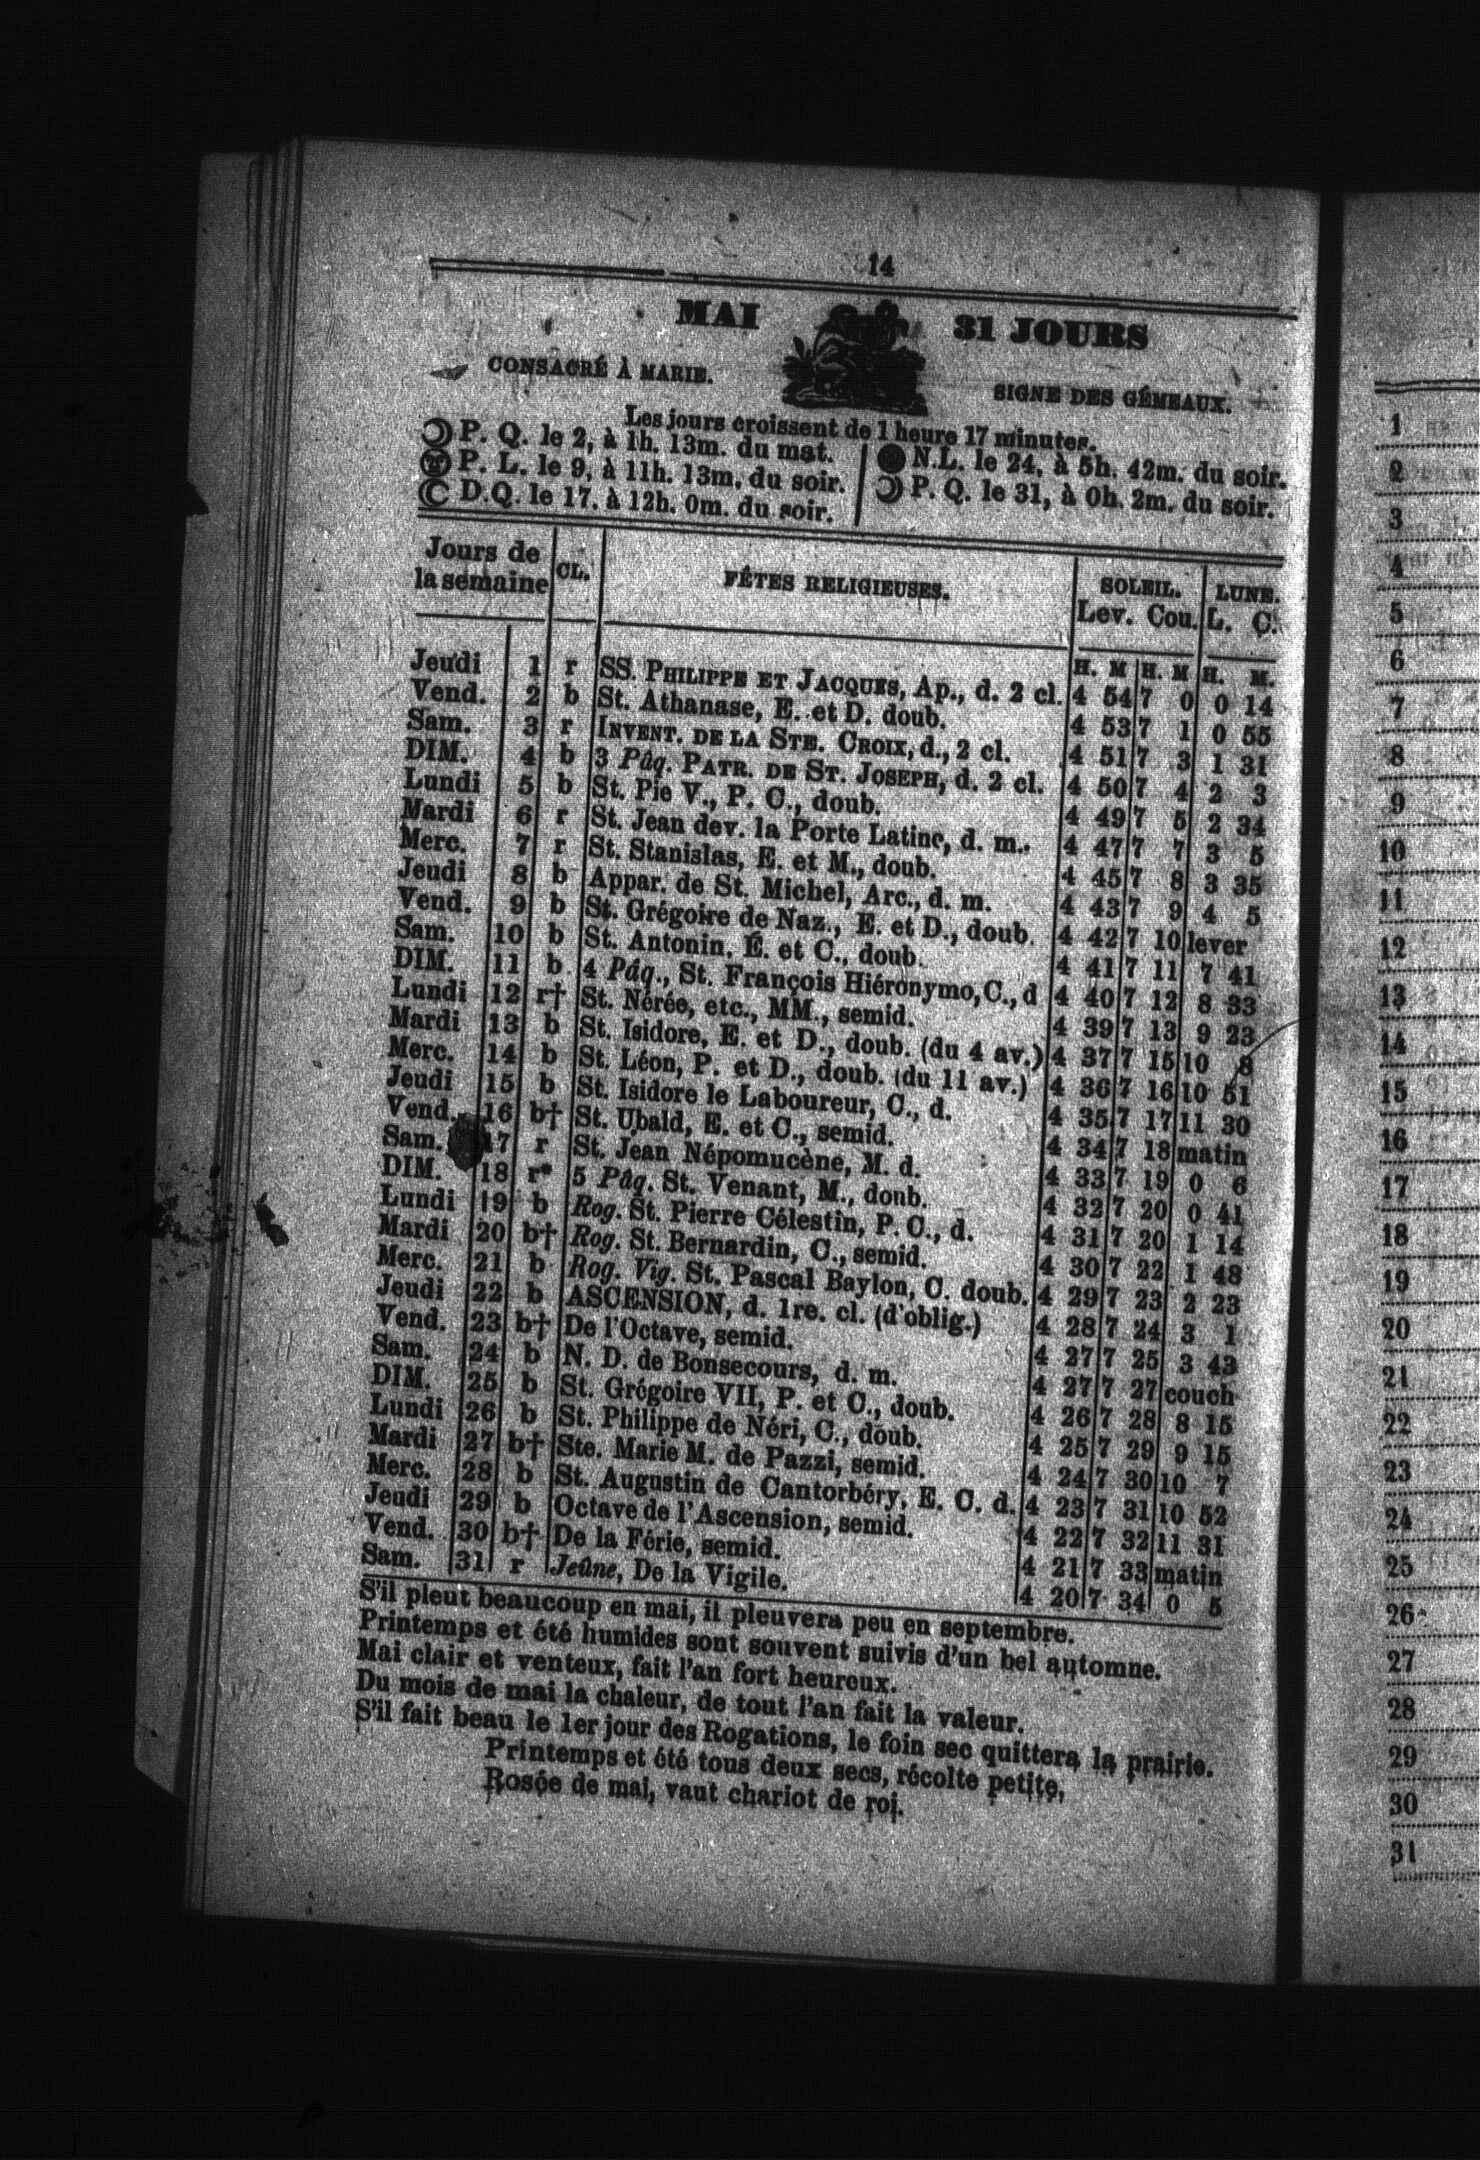 14
MAI 31 JOURS
CONSACRÉ À MARIE. SIGNE DES GÉMEAUX.
Les jours croissent de 1 heure 17 minutes.
P. Q. le 2, à 1h. 13m. du mat.
P. L. le 9, à 11h. 13m. du soir.
D.Q. le 17, à 12h. 0m. du soir.
N.L. le 24, à 5h. 42m. du soir.
P. Q. le 31, à 0h. 2m. du soir.
Jours de la semaine CL. FÊTES RELIGIEUSES. SOLEIL. Lev. Cou. LUNE. L. C.
H. M H. M H. M.
Jeudi 1 r SS. PHILIPPE ET JACQUES, Ap., d. 2 cl. 4 54 7 0 0 14
Vend. 2 b St. Athanase, E. et D. doub. 4 53 7 1 0 55
Sam. 3 r INVENT. DE LA STE. CROIX, d., 2 cl. 4 51 7 3 1 31
DIM. 4 b 3 Pâq. PATR. DE ST. JOSEPH, d. 2 cl. 4 50 7 4 2 3
Lundi 5 b St. Pie V., P. C., doub. 4 49 7 5 2 34
Mardi 6 r St. Jean dev. la Porte Latine, d. m.. 4 47 7 7 3 5
Merc. 7 r St. Stanislas, E. et M., doub. 4 45 7 8 3 35
Jeudi 8 b Appar. de St. Michel, Arc., d. m. 4 43 7 9 4 5
Vend. 9 b St. Grégoire de Naz., E. et D., doub. 4 42 7 10 lever
Sam. 10 b St. Antonin, É. et C., doub. 4 41 7 11 7 41
DIM. 11 b 4 Pâq., St. François Hiéronymo, C., d 4 40 7 12 8 33
Lundi 12 r† St. Nérée, etc., MM., semid. 4 39 7 13 9 23
Mardi 13 b St. Isidore, E. et D., doub. (du 4 av.) 4 37 7 15 10 8
Merc. 14 b St. Léon, P. et D., doub. (du 11 av.) 4 36 7 16 10 51
Jeudi 15 b St. Isidore le Laboureur, C., d. 4 35 7 17 11 30
Vend. 16 b† St. Ubald, E. et C., semid. 4 34 7 18 matin
Sam. 17 r St. Jean Népomucène, M. d. 4 33 7 19 0 6
DIM. 18 r* 5 Pâq. St. Venant, M., doub. 4 32 7 20 0 41
Lundi 19 b Rog. St. Pierre Célestin, P. C., d. 4 31 7 20 1 14
Mardi 20 b† Rog. St. Bernardin, C., semid. 4 30 7 22 1 48
Merc. 21 b Rog. Vig. St. Pascal Baylon, C. doub. 4 29 7 23 2 23
Jeudi 22 b ASCENSION, d. 1re. cl. (d'oblig.) 4 28 7 24 3 1
Vend. 23 b† De l'Octave, semid. 4 27 7 25 3 43
Sam. 24 b N. D. de Bonsecours, d. m. 4 27 7 27 couch
DIM. 25 b St. Grégoire VII, P. et C., doub. 4 26 7 28 8 15
Lundi 26 b St. Philippe de Néri, C., doub. 4 25 7 29 9 15
Mardi 27 b† Ste. Marie M. de Pazzi, semid. 4 24 7 30 10 7
Merc. 28 b St. Augustin de Cantorbéry, E. C. d. 4 23 7 31 10 52
Jeudi 29 b Octave de l'Ascension, semid. 4 22 7 32 11 31
Vend. 30 b† De la Férie, semid. 4 21 7 33 matin
Sam. 31 r Jeûne, De la Vigile. 4 20 7 34 0 5
S'il pleut beaucoup en mai, il pleuvera peu en septembre.
Printemps et été humides sont souvent suivis d'un bel automne.
Mai clair et venteux, fait l'an fort heureux.
Du mois de mai la chaleur, de tout l'an fait la valeur.
S'il fait beau le 1er jour des Rogations, le foin sec quittera la prairie.
Printemps et été tous deux secs, récolte petite,
Rosée de mai, vaut chariot de roi.
1
2
3
4
5
6
7
8
9
10
11
12
13
14
15
16
17
18
19
20
21
22
23
24
25
26
27
28
29
30
31